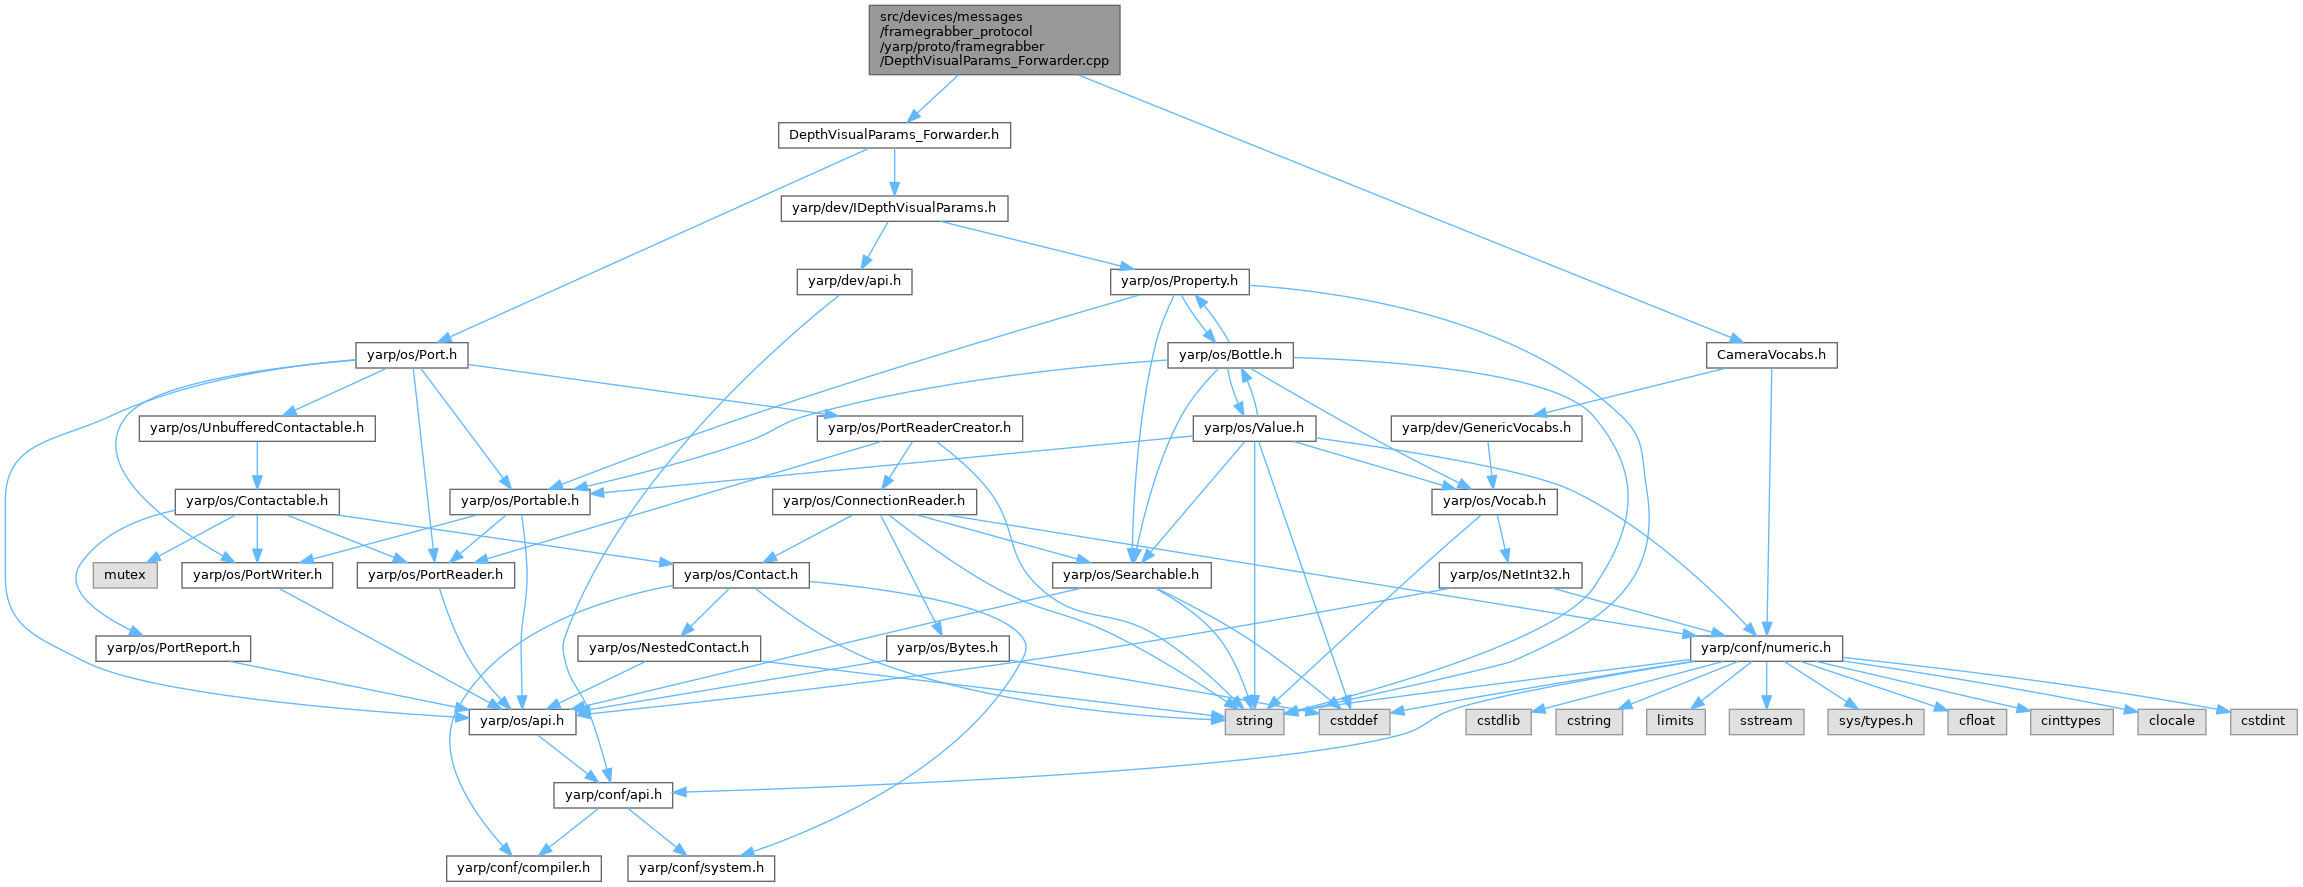 src/devices/messages
/framegrabber_protocol
/yarp/proto/framegrabber
/DepthVisualParams_Forwarder.cpp
DepthVisualParams_Forwarder.h
yarp/dev/IDepthVisualParams.h
yarp/dev/api.h
yarp/os/Property.h
yarp/os/Port.h
yarp/os/Bottle.h
CameraVocabs.h
yarp/os/UnbufferedContactable.h
yarp/os/PortReaderCreator.h
yarp/os/Value.h
yarp/dev/GenericVocabs.h
yarp/os/Contactable.h
yarp/os/Portable.h
yarp/os/ConnectionReader.h
yarp/os/Vocab.h
mutex
yarp/os/PortWriter.h
yarp/os/PortReader.h
yarp/os/Contact.h
yarp/os/Searchable.h
yarp/os/NetInt32.h
yarp/os/PortReport.h
yarp/os/NestedContact.h
yarp/os/Bytes.h
yarp/conf/numeric.h
yarp/os/api.h
string
cstddef
cstdlib
cstring
limits
sstream
sys/types.h
cfloat
cinttypes
clocale
cstdint
yarp/conf/api.h
yarp/conf/compiler.h
yarp/conf/system.h